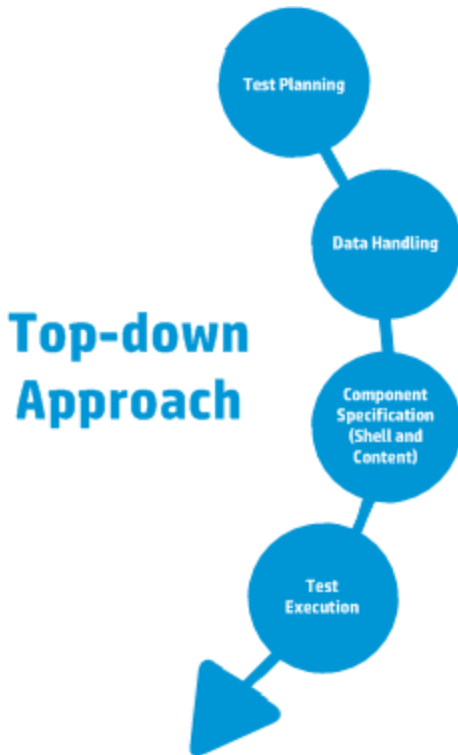 Test Planning
Data Handling
Top-down
Approach
Component
Specification
(Shell and
Content)
Test
Execution